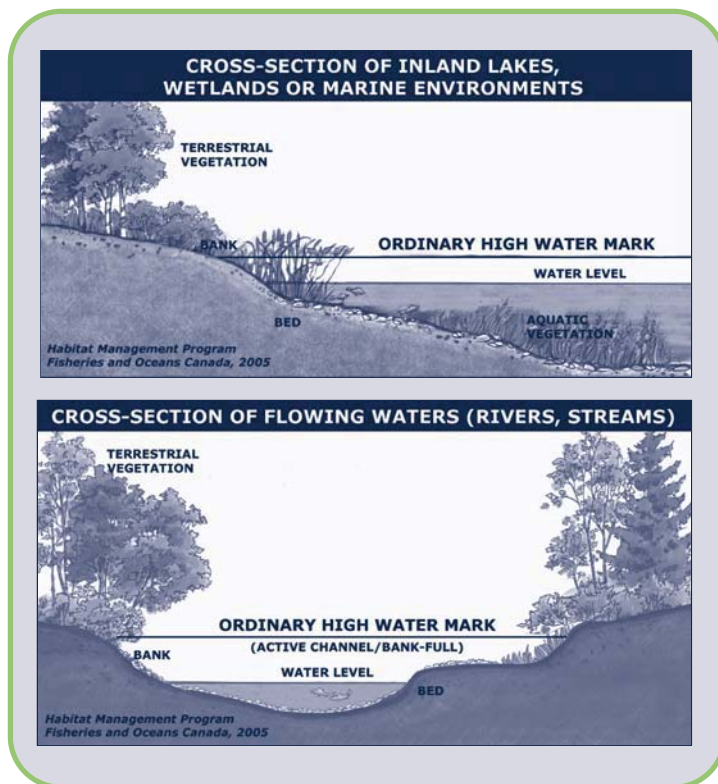 CROSS-SECTION OF INLAND LAKES,
WETLANDS OR MARINE ENVIRONMENTS
TERRESTRIAL
VEGETATION
BANK
ORDINARY HIGH WATER MARK
WATER LEVEL
BED
AQUATIC
VEGETATION
Habitat Management Program
Fisheries and Oceans Canada, 2005
CROSS-SECTION OF FLOWING WATERS (RIVERS, STREAMS)
TERRESTRIAL
VEGETATION
ORDINARY HIGH WATER MARK
(ACTIVE CHANNEL/BANK-FULL)
BANK
WATER LEVEL
BED
Habitat Management Program
Fisheries and Oceans Canada, 2005